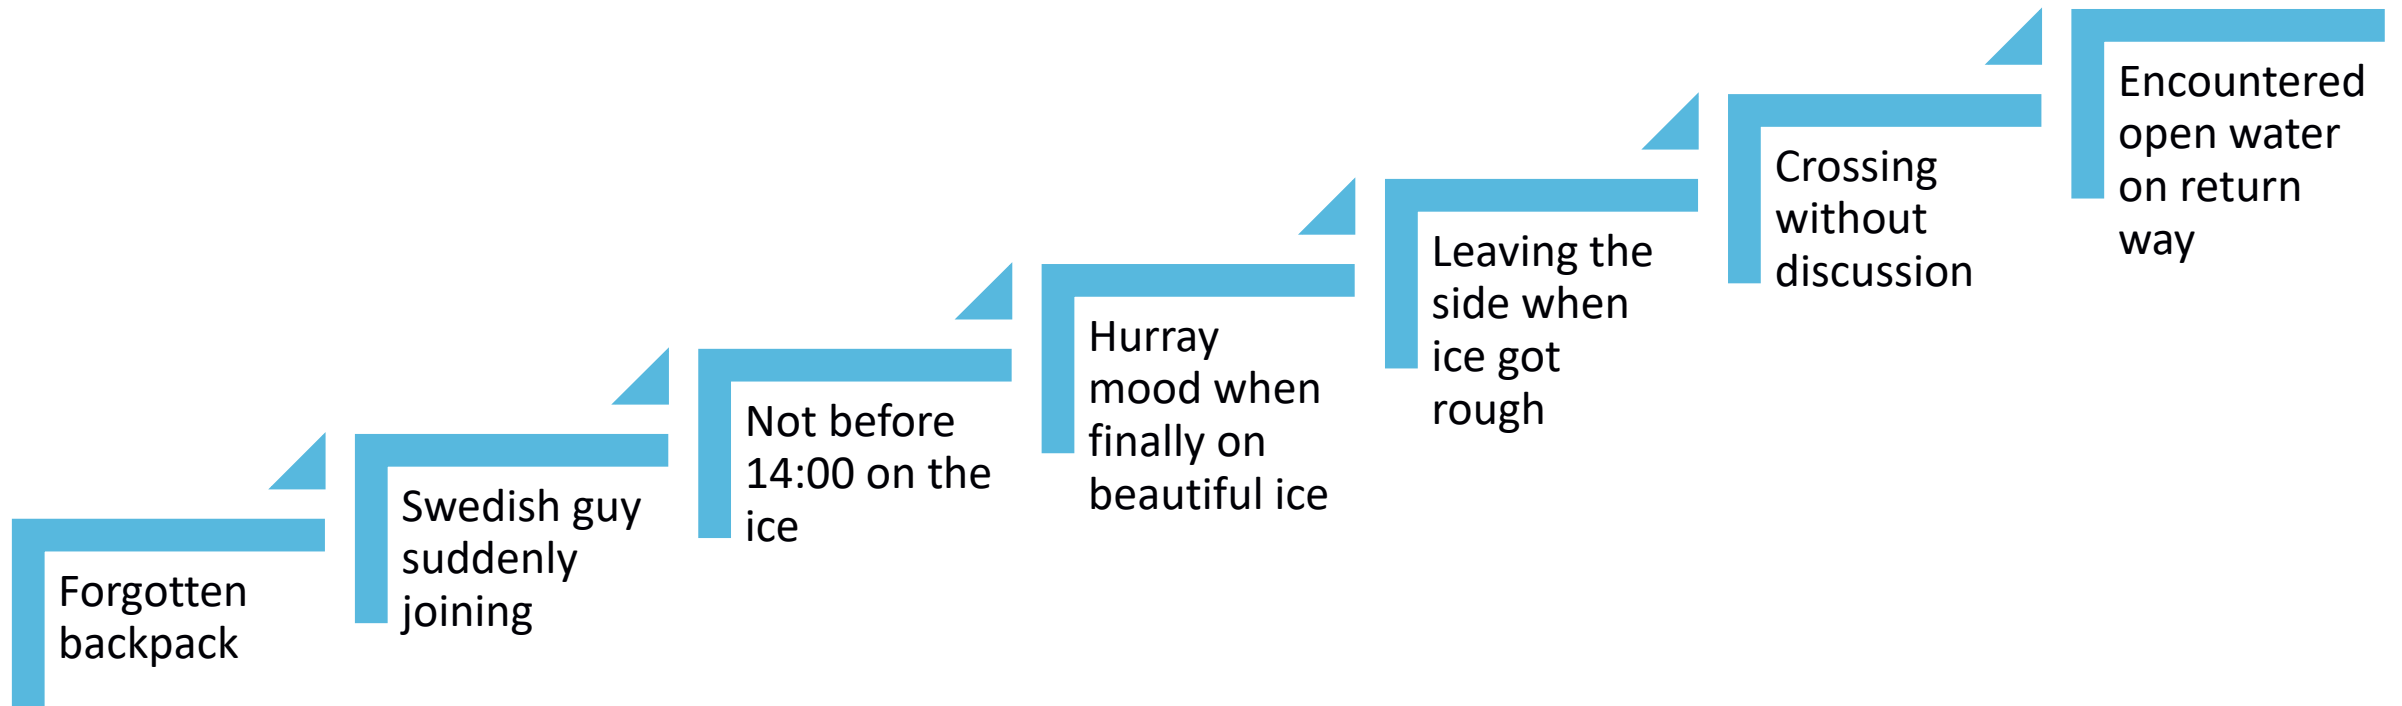 Forgotten
backpack
Swedish guy
suddenly
joining
Not before
14:00 on the
ice
Hurray
mood when
finally on
beautiful ice
Leaving the
side when
ice got
rough
Crossing
without
discussion
Encountered
open water
on return
way